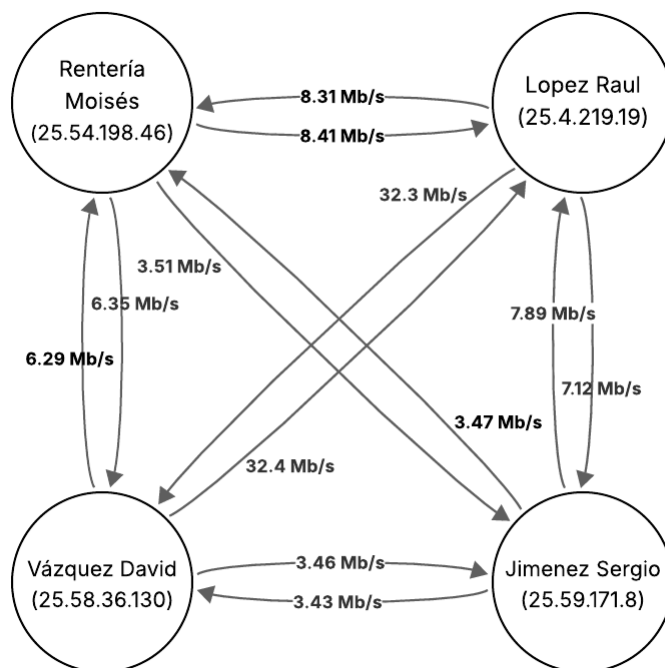 Rentería
Moisés
(25.54.198.46)
Lopez Raul
(25.4.219.19)
8.31 Mb/s
8.41 Mb/s
32.3 Mb/s
3.51 Mb/s
6.35 Mb/s
7.89 Mb/s
6.29 Mb/s
7.12 Mb/s
3.47 Mb/s
32.4 Mb/s
Vázquez David
(25.58.36.130)
3.46 Mb/s
3.43 Mb/s
Jimenez Sergio
(25.59.171.8)